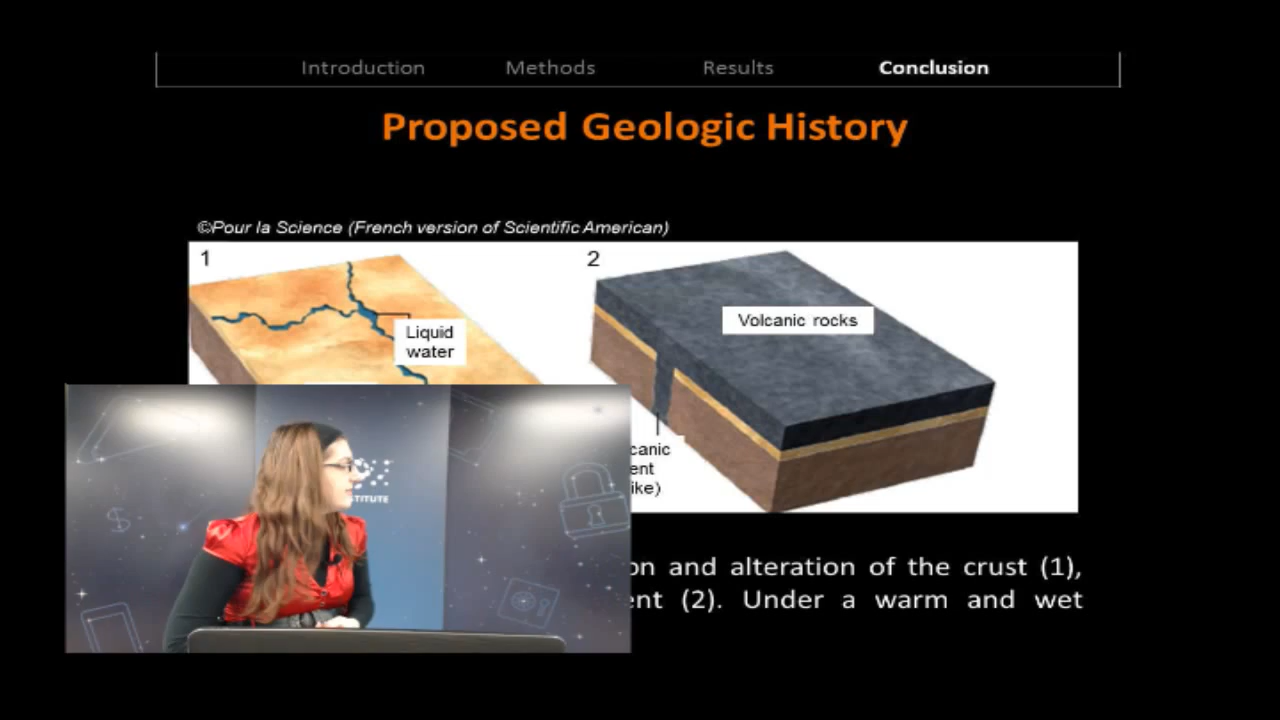 Introduction Methods Results Conclusion
Proposed Geologic History
©Pour la Science (French version of Scientific American)
1
2
Liquid
water
Volcanic rocks
canic
ent
ike)
TITUTE
on and alteration of the crust (1),
ent (2). Under a warm and wet